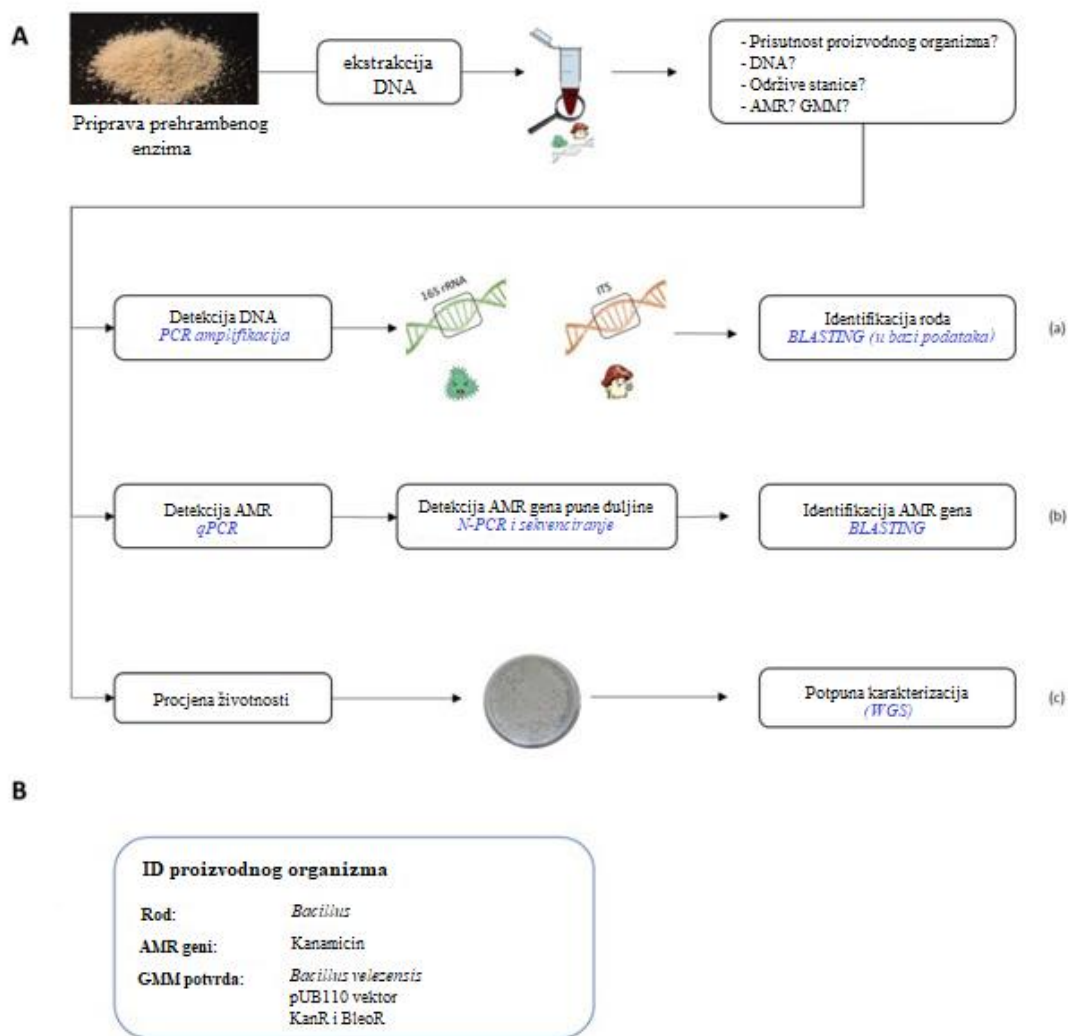 A
Priprava prehrambenog
enzima
ekstrakcija
DNA
- Prisutnost proizvodnog organizma?
- DNA?
- Održive stanice?
- AMR? GMM?
Detekcija DNA
PCR amplifikacija
16S rRNA
ITS
Identifikacija roda
BLASTING (u bazi podataka)
(a)
Detekcija AMR
qPCR
Detekcija AMR gena pune duljine
N-PCR i sekvenciranje
Identifikacija AMR gena
BLASTING
(b)
Procjena životnosti
Potpuna karakterizacija
(WGS)
(c)
B
ID proizvodnog organizma
Rod: Bacillus
AMR geni: Kanamicin
GMM potvrda: Bacillus velezensis
pUB110 vektor
KanR i BleoR